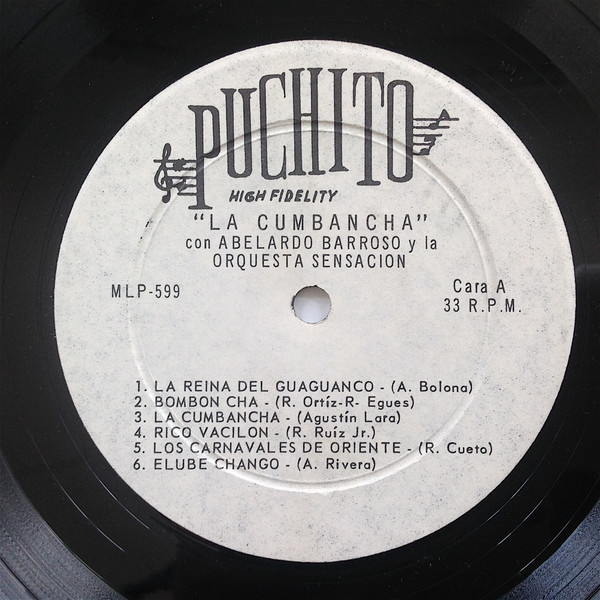 PUCHITO
HIGH FIDELITY
"LA CUMBANCHA"
con ABELARDO BARROSO y la
ORQUESTA SENSACION
MLP-599
Cara A
33 R.P.M.
1. LA REINA DEL GUAGUANCO - (A. Bolona)
2. BOMBON CHA - (R. Ortíz-R- Egues)
3. LA CUMBANCHA - (Agustín Lara)
4. RICO VACILON - (R. Ruíz Jr.)
5. LOS CARNAVALES DE ORIENTE - (R. Cueto)
6. ELUBE CHANGO - (A. Rivera)